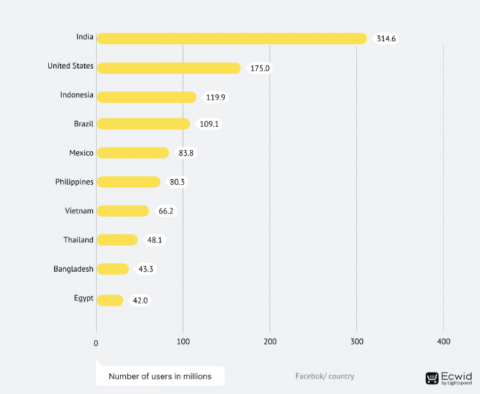 India 314.6
United States 175.0
Indonesia 119.9
Brazil 109.1
Mexico 83.8
Philippines 80.3
Vietnam 66.2
Thailand 48.1
Bangladesh 43.3
Egypt 42.0
0 100 200 300 400
Number of users in millions
Facebok/ country
Ecwid
by Lightspeed